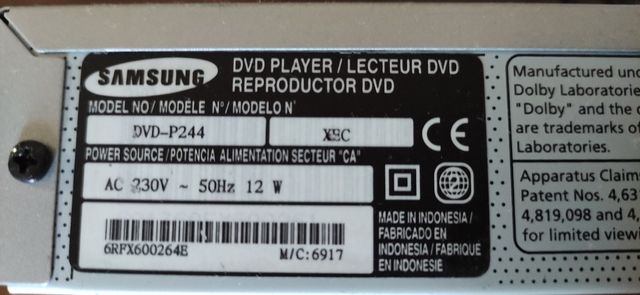 SAMSUNG
DVD PLAYER / LECTEUR DVD
REPRODUCTOR DVD
MODEL NO/ MODÈLE N°/ MODELO N°
DVD-P244
XEC
CE
POWER SOURCE / POTENCIA ALIMENTATION SECTEUR "CA"
AC 230V ~ 50Hz 12 W
2
6RFX600264E
M/C:6917
MADE IN INDONESIA /
FABRICADO EN
INDONESIA / FABRIQUE
EN INDONESIE
Manufactured
Dolby Laboratorie
"Dolby" and the
are trademarks of
Laboratories.
Apparatus Claims
Patent Nos. 4,63
4,819,098 and 4,
for limited